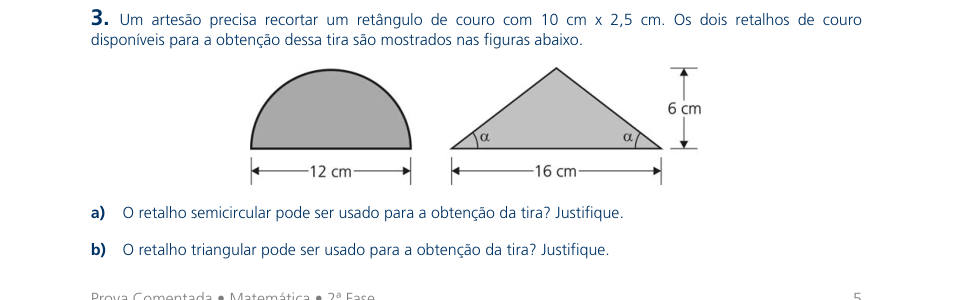 3. Um artesão precisa recortar um retângulo de couro com 10 cm x 2,5 cm. Os dois retalhos de couro
disponíveis para a obtenção dessa tira são mostrados nas figuras abaixo.
6 cm
α
α
12 cm
16 cm
a) O retalho semicircular pode ser usado para a obtenção da tira? Justifique.
b) O retalho triangular pode ser usado para a obtenção da tira? Justifique.
Prova Comentada • Matemática • 2ª Fase
5